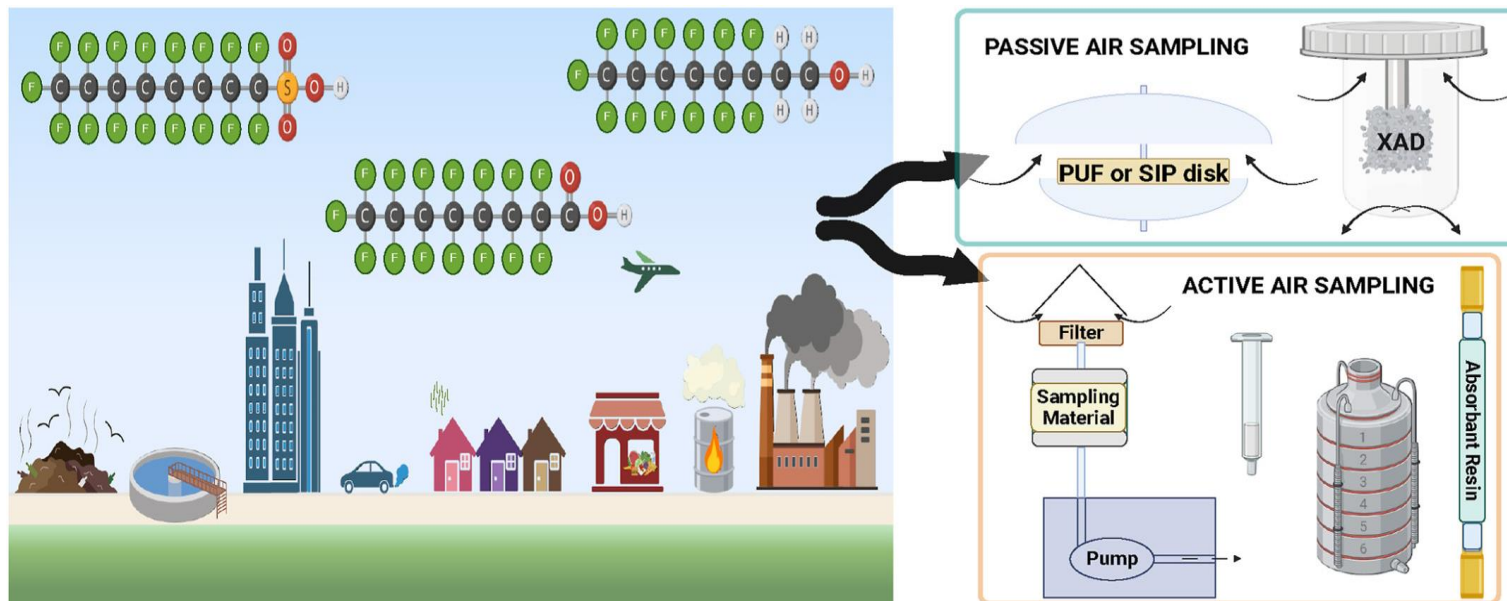 F F F F F F F F O
F C C C C C C C C S O H
F F F F F F F F O
F F F F F F H H
F C C C C C C C C O H
F F F F F F H H
F F F F F F F O
F C C C C C C C C O H
F F F F F F F
PASSIVE AIR SAMPLING
PUF or SIP disk
XAD
ACTIVE AIR SAMPLING
Filter
Sampling
Material
Pump
1
2
3
4
5
6
Absorbant Resin